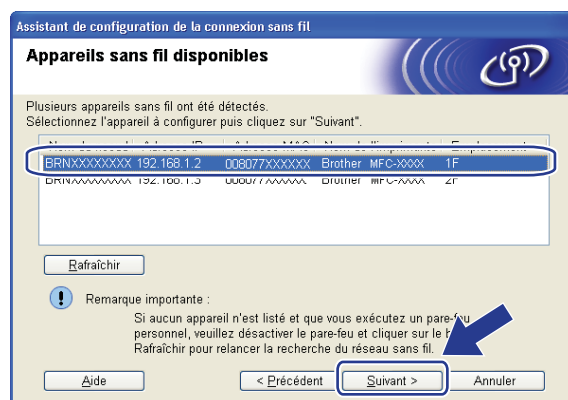 Assistant de configuration de la connexion sans fil
Appareils sans fil disponibles
Plusieurs appareils sans fil ont été détectés.
Sélectionnez l'appareil à configurer puis cliquez sur "Suivant".
BRNXXXXXXXX 192.168.1.2 008077XXXXXX Brother MFC-XXXX 1F
BRNXXXXXXXX 192.168.1.3 008077XXXXXX Brother MFC-XXXX 2F
Rafraîchir
Remarque importante :
Si aucun appareil n'est listé et que vous exécutez un pare-feu
personnel, veuillez désactiver le pare-feu et cliquer sur le
Rafraîchir pour relancer la recherche du réseau sans fil.
Aide < Précédent Suivant > Annuler